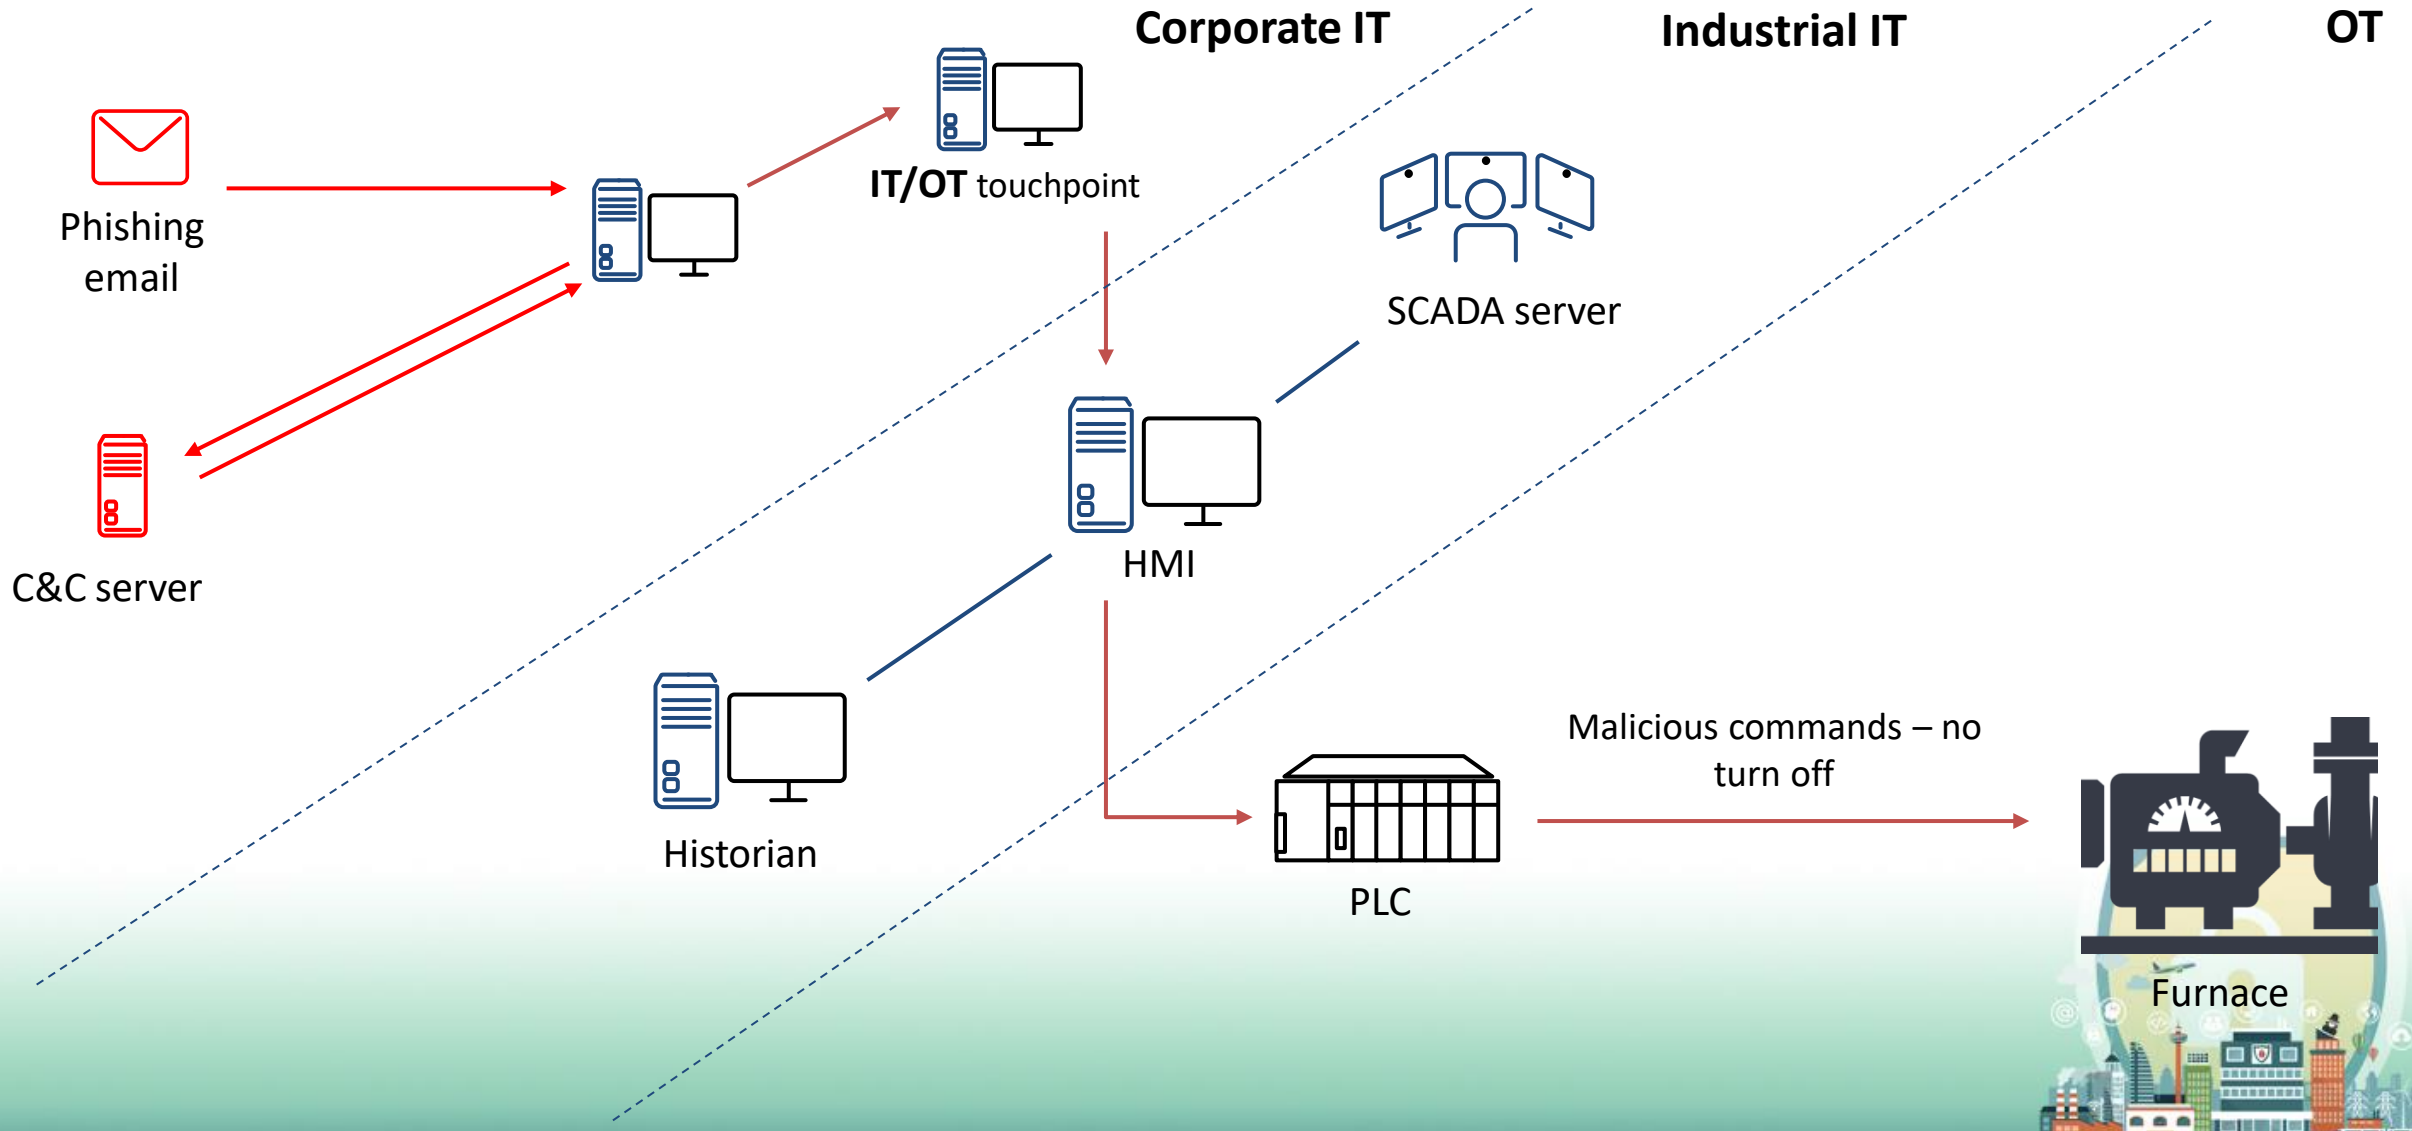 Corporate IT
Industrial IT
OT
IT/OT touchpoint
Phishing
email
SCADA server
C&C server
HMI
Historian
Malicious commands – no
turn off
PLC
Furnace